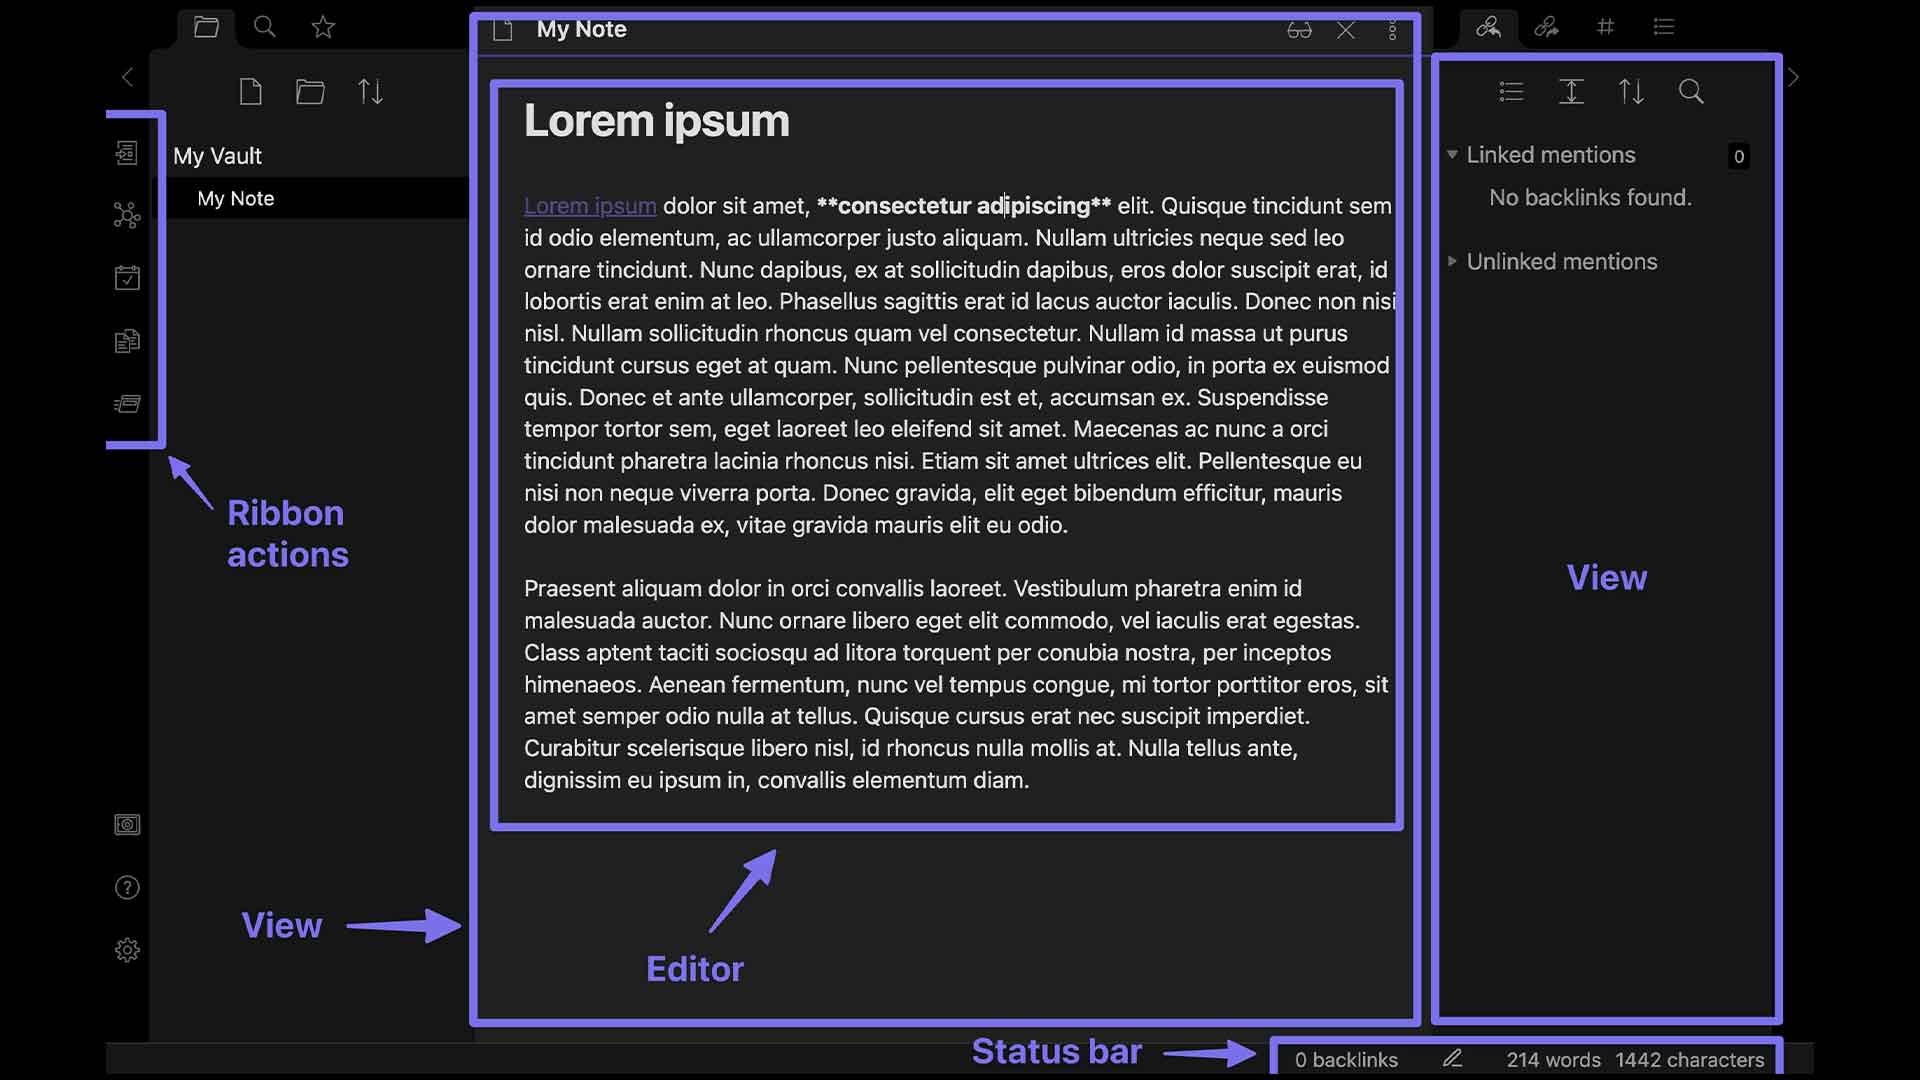 My Note
My Vault
My Note
Ribbon
actions
View
Lorem ipsum
Lorem ipsum dolor sit amet, **consectetur adipiscing** elit. Quisque tincidunt sem
id odio elementum, ac ullamcorper justo aliquam. Nullam ultricies neque sed leo
ornare tincidunt. Nunc dapibus, ex at sollicitudin dapibus, eros dolor suscipit erat, id
lobortis erat enim at leo. Phasellus sagittis erat id lacus auctor iaculis. Donec non nisi
nisl. Nullam sollicitudin rhoncus quam vel consectetur. Nullam id massa ut purus
tincidunt cursus eget at quam. Nunc pellentesque pulvinar odio, in porta ex euismod
quis. Donec et ante ullamcorper, sollicitudin est et, accumsan ex. Suspendisse
tempor tortor sem, eget laoreet leo eleifend sit amet. Maecenas ac nunc a orci
tincidunt pharetra lacinia rhoncus nisi. Etiam sit amet ultrices elit. Pellentesque eu
nisi non neque viverra porta. Donec gravida, elit eget bibendum efficitur, mauris
dolor malesuada ex, vitae gravida mauris elit eu odio.
Praesent aliquam dolor in orci convallis laoreet. Vestibulum pharetra enim id
malesuada auctor. Nunc ornare libero eget elit commodo, vel iaculis erat egestas.
Class aptent taciti sociosqu ad litora torquent per conubia nostra, per inceptos
himenaeos. Aenean fermentum, nunc vel tempus congue, mi tortor porttitor eros, sit
amet semper odio nulla at tellus. Quisque cursus erat nec suscipit imperdiet.
Curabitur scelerisque libero nisl, id rhoncus nulla mollis at. Nulla tellus ante,
dignissim eu ipsum in, convallis elementum diam.
Editor
Linked mentions 0
No backlinks found.
Unlinked mentions
View
Status bar
0 backlinks 214 words 1442 characters